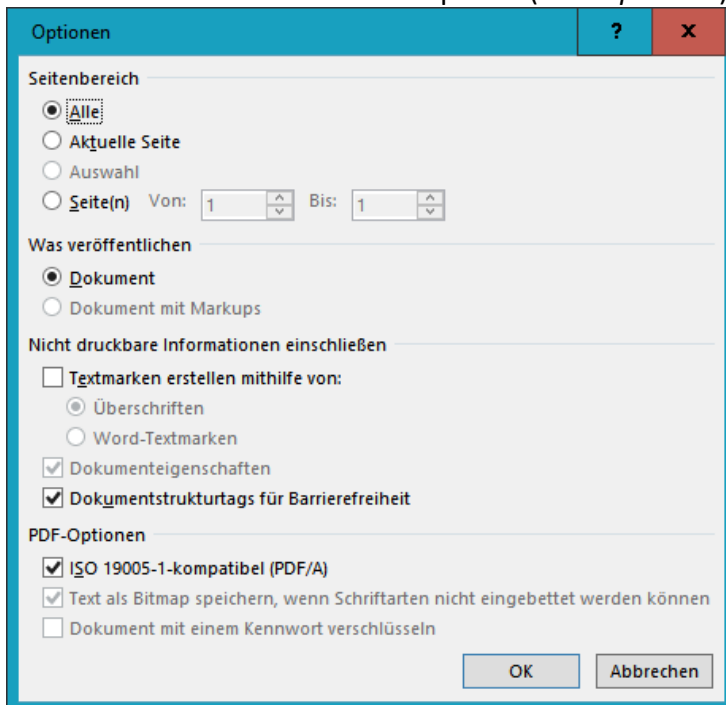 Optionen ? x
Seitenbereich
Alle
Aktuelle Seite
Auswahl
Seite(n) Von: 1 Bis: 1
Was veröffentlichen
Dokument
Dokument mit Markups
Nicht druckbare Informationen einschließen
Textmarken erstellen mithilfe von:
Überschriften
Word-Textmarken
Dokumenteigenschaften
Dokumentstrukturtags für Barrierefreiheit
PDF-Optionen
ISO 19005-1-kompatibel (PDF/A)
Text als Bitmap speichern, wenn Schriftarten nicht eingebettet werden können
Dokument mit einem Kennwort verschlüsseln
OK Abbrechen